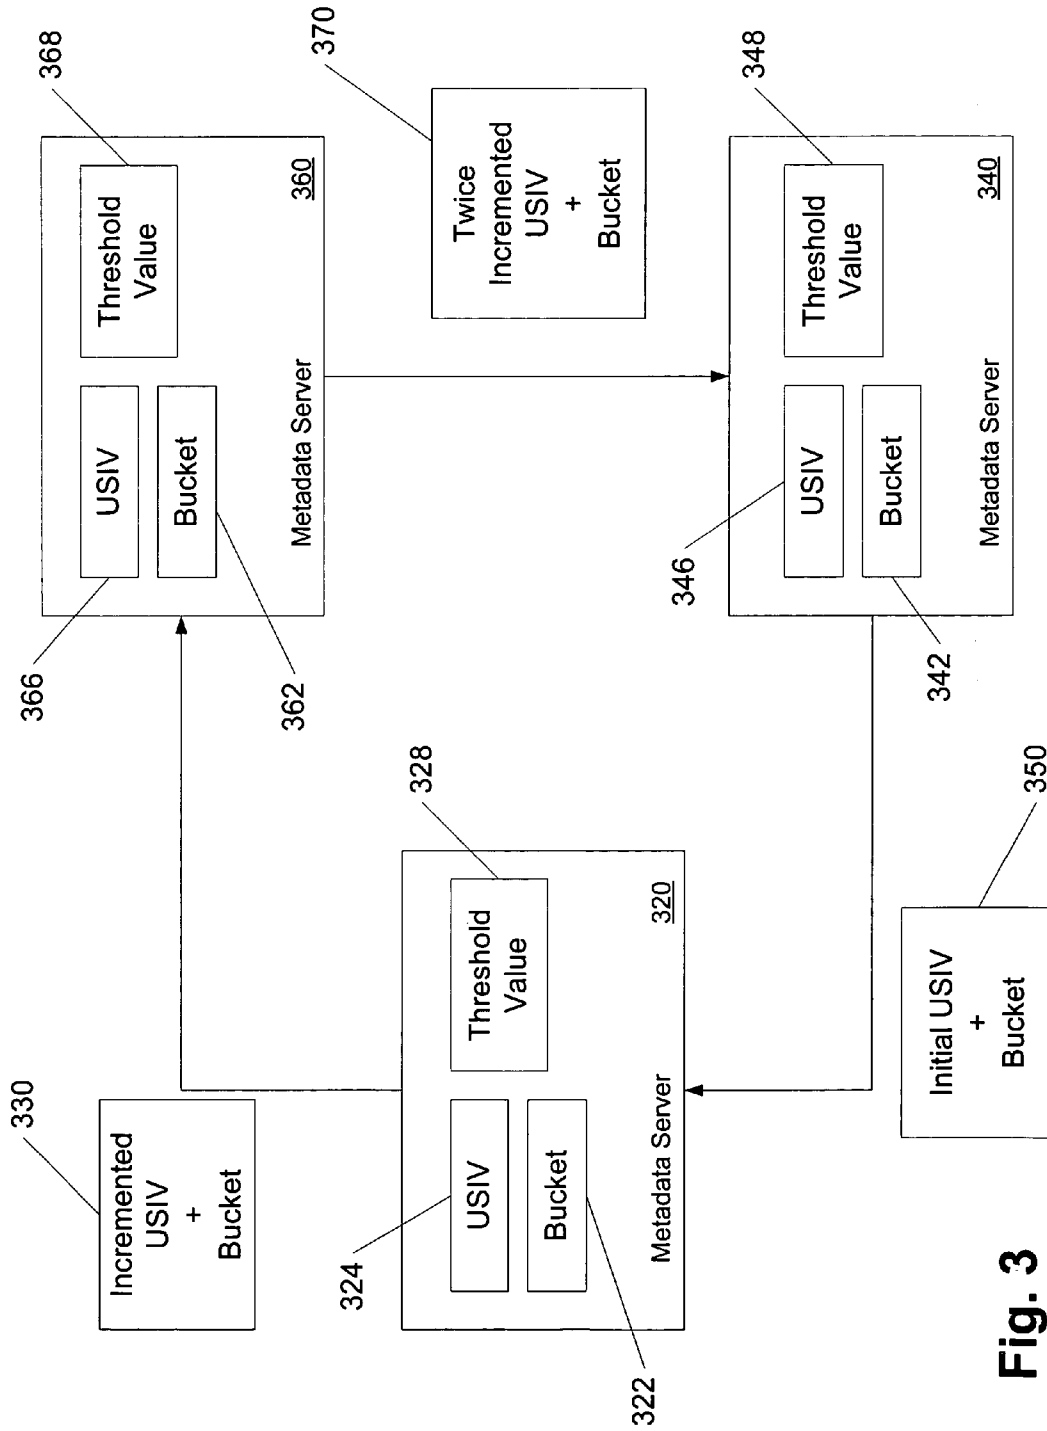 330
Incremented
USIV
+
Bucket
324
USIV
Bucket
322
328
Threshold
Value
Metadata Server
320
366
USIV
Bucket
362
368
Threshold
Value
Metadata Server
360
370
Twice
Incremented
USIV
+
Bucket
346
USIV
Bucket
342
348
Threshold
Value
Metadata Server
340
350
Initial USIV
+
Bucket
Fig. 3